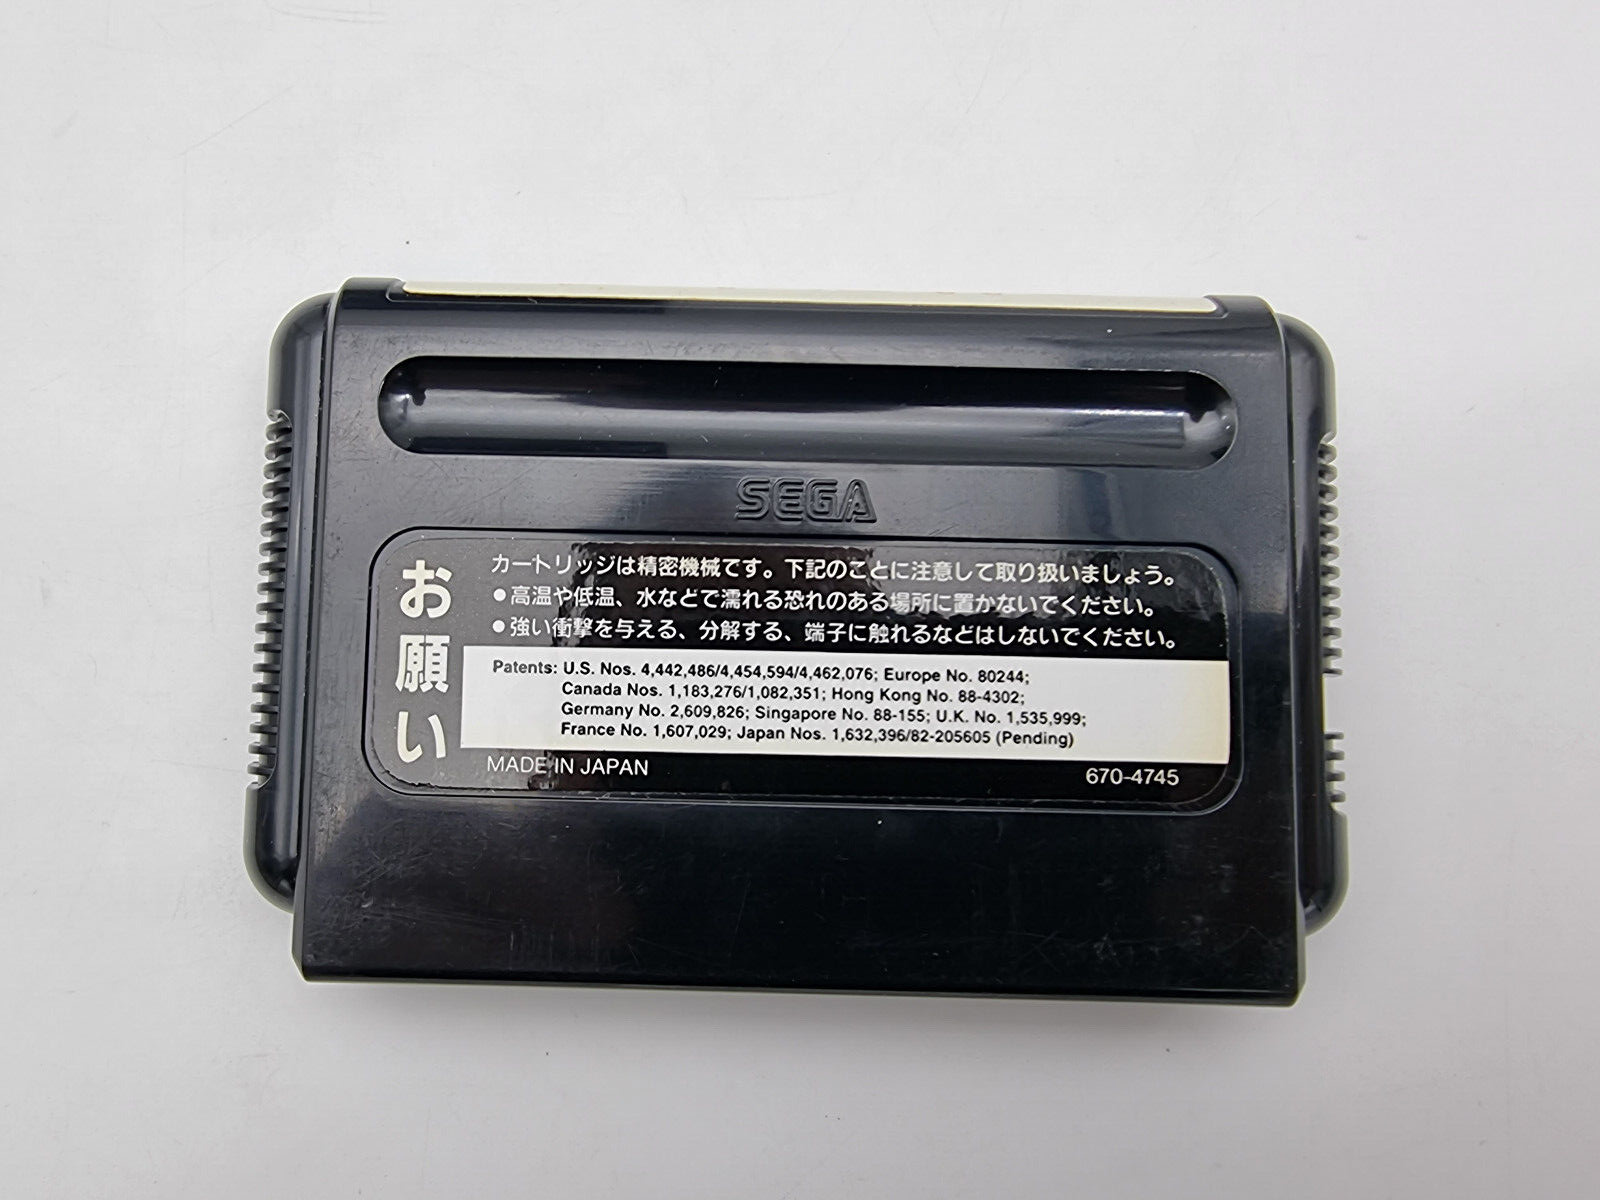 SEGA
お願い
カートリッジは精密機械です。下記のことに注意して取り扱いましょう。
●高温や低温、水などで濡れる恐れのある場所に置かないでください。
●強い衝撃を与える、分解する、端子に触れるなどはしないでください。
Patents: U.S. Nos. 4,442,486/4,454,594/4,462,076; Europe No. 80244;
Canada Nos. 1,183,276/1,082,351; Hong Kong No. 88-4302;
Germany No. 2,609,826; Singapore No. 88-155; U.K. No. 1,535,999;
France No. 1,607,029; Japan Nos. 1,632,396/82-205605 (Pending)
MADE IN JAPAN
670-4745